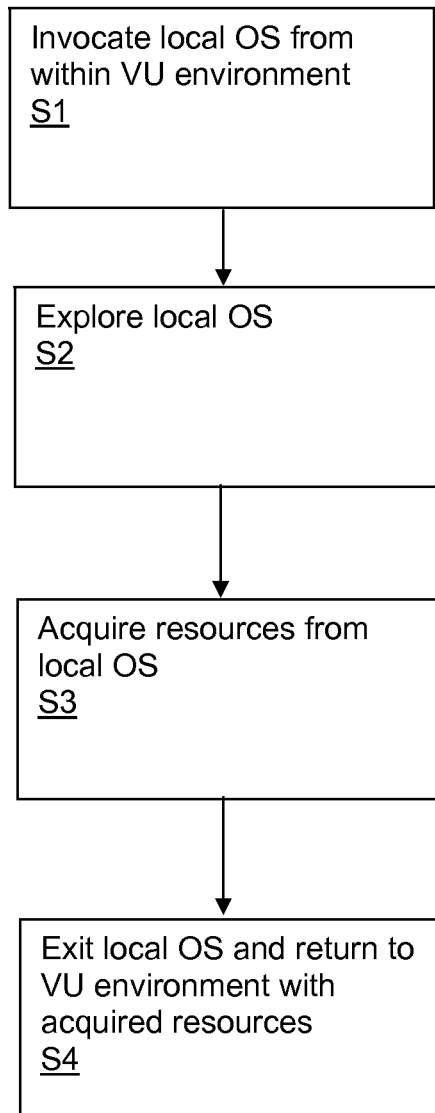 Invocate local OS from
within VU environment
S1
Explore local OS
S2
Acquire resources from
local OS
S3
Exit local OS and return to
VU environment with
acquired resources
S4